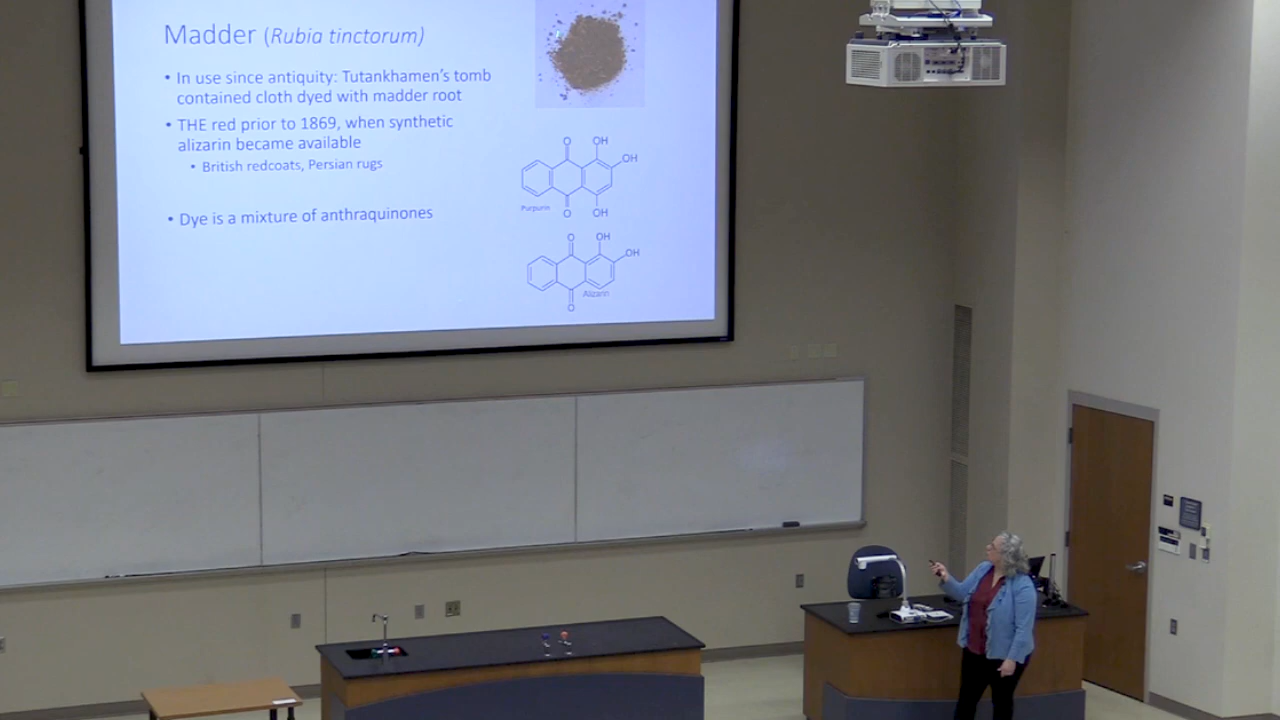 Madder (Rubia tinctorum)
• In use since antiquity: Tutankhamen's tomb
contained cloth dyed with madder root
• THE red prior to 1869, when synthetic
alizarin became available
• British redcoats, Persian rugs
• Dye is a mixture of anthraquinones
O
OH
OH
Purpurin
O
OH
O
OH
OH
Alizarin
O